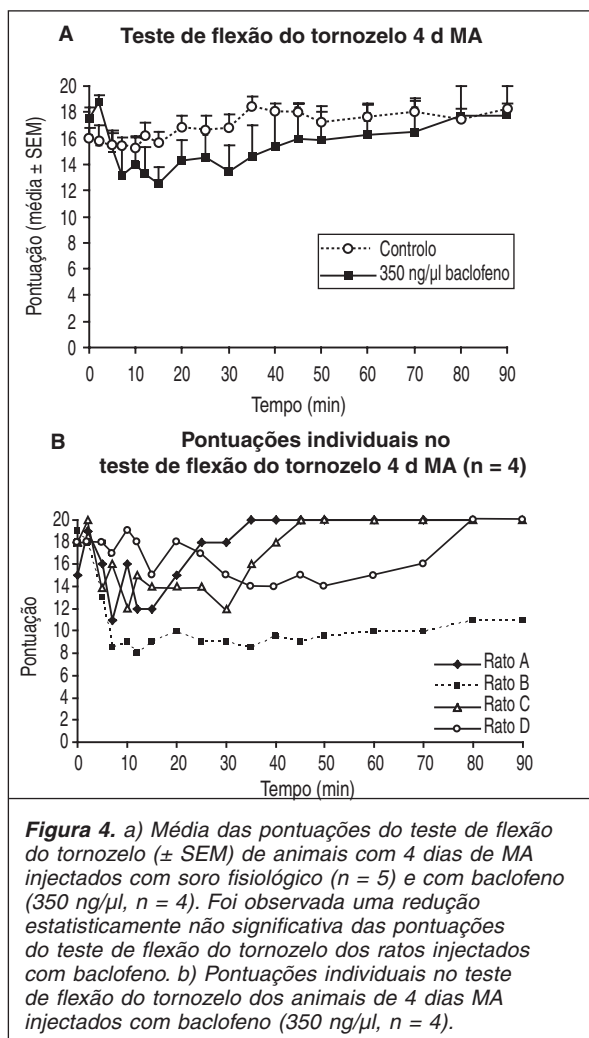 A Teste de flexão do tornozelo 4 d MA
20
18
16
14
12
10
8
6
4
2
0
Pontuação (média ± SEM)
Controlo
350 ng/µl baclofeno
0 10 20 30 40 50 60 70 80 90
Tempo (min)
B Pontuações individuais no
teste de flexão do tornozelo 4 d MA (n = 4)
20
18
16
14
12
10
8
6
4
2
0
Pontuação
Rato A
Rato B
Rato C
Rato D
0 10 20 30 40 50 60 70 80 90
Tempo (min)
Figura 4. a) Média das pontuações do teste de flexão
do tornozelo (± SEM) de animais com 4 dias de MA
injectados com soro fisiológico (n = 5) e com baclofeno
(350 ng/µl, n = 4). Foi observada uma redução
estatisticamente não significativa das pontuações
do teste de flexão do tornozelo dos ratos injectados
com baclofeno. b) Pontuações individuais no teste
de flexão do tornozelo dos animais de 4 dias MA
injectados com baclofeno (350 ng/µl, n = 4).